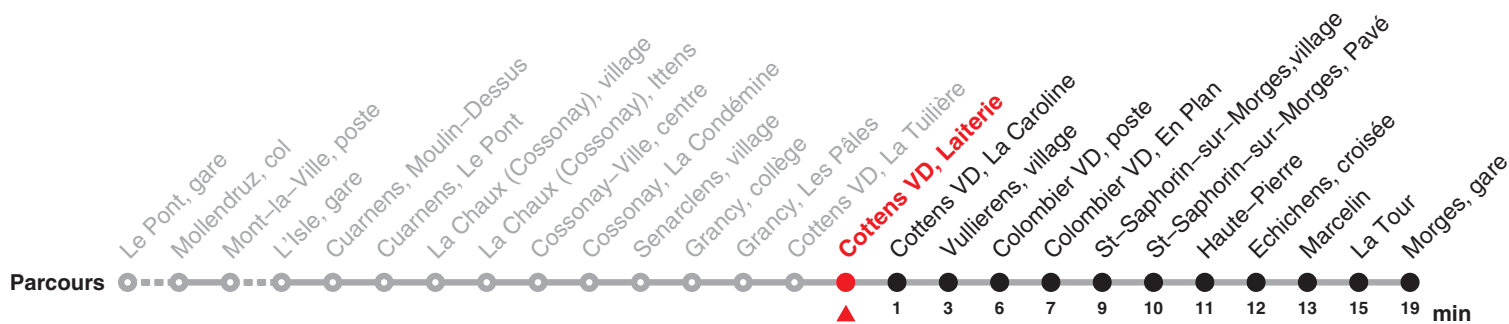 Le Pont, gare
Mollendruz, col
Mont–la–Ville, poste
L'Isle, gare
Cuarnens, Moulin–Dessus
Cuarnens, Le Pont
La Chaux (Cossonay), village
La Chaux (Cossonay), Ittens
Cossonay–Ville, centre
Cossonay, La Condémine
Senarclens, village
Grancy, collège
Grancy, Les Pâles
Cottens VD, La Tuilière
Cottens VD, Laiterie
Cottens VD, La Caroline
Vullierens, village
Colombier VD, poste
Colombier VD, En Plan
St–Saphorin–sur–Morges,village
St–Saphorin–sur–Morges, Pavé
Haute–Pierre
Echichens, croisée
Marcelin
La Tour
Morges, gare
Parcours
1 3 6 7 9 10 11 12 13 15 19 min